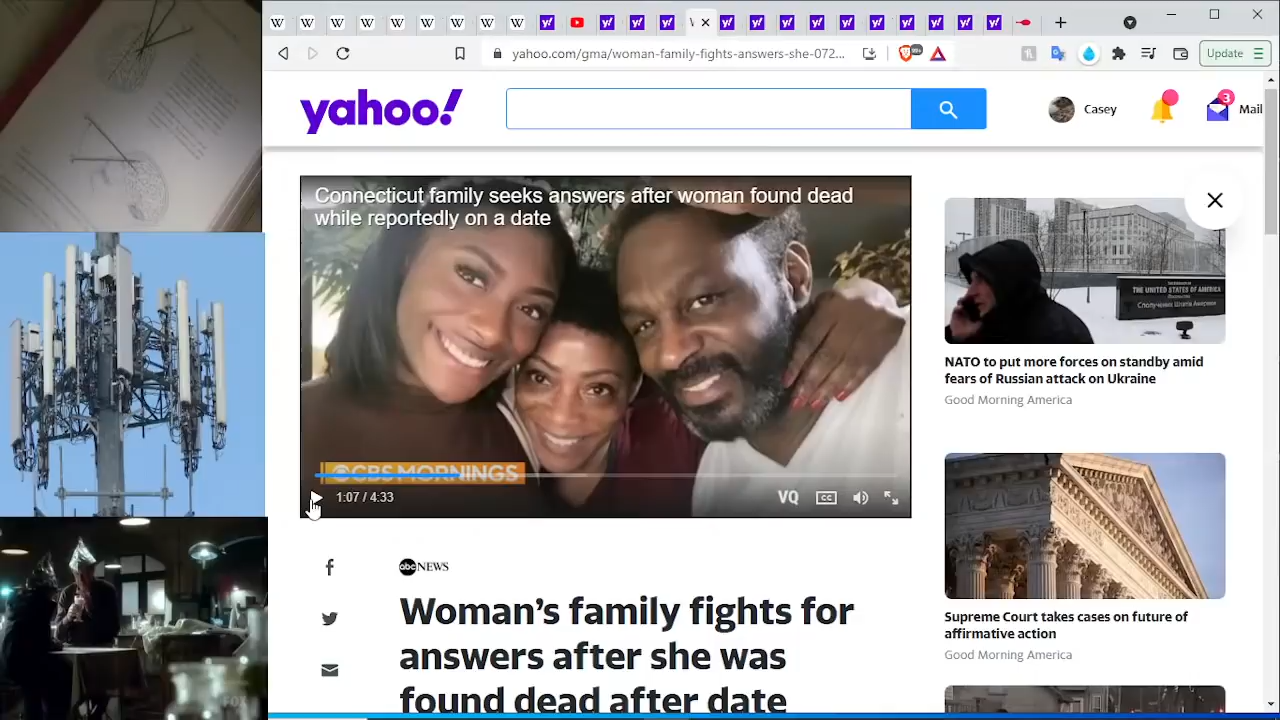 yahoo.com/gma/woman-family-fights-answers-she-072...
99+
Update
yahoo!
Casey
3
Mail
Connecticut family seeks answers after woman found dead
while reportedly on a date
CBS MORNINGS
1:07 / 4:33
VQ
CC
abc NEWS
Woman's family fights for
answers after she was
found dead after date
THE UNITED STATES OF AMERICA
NATO to put more forces on standby amid
fears of Russian attack on Ukraine
Good Morning America
Supreme Court takes cases on future of
affirmative action
Good Morning America